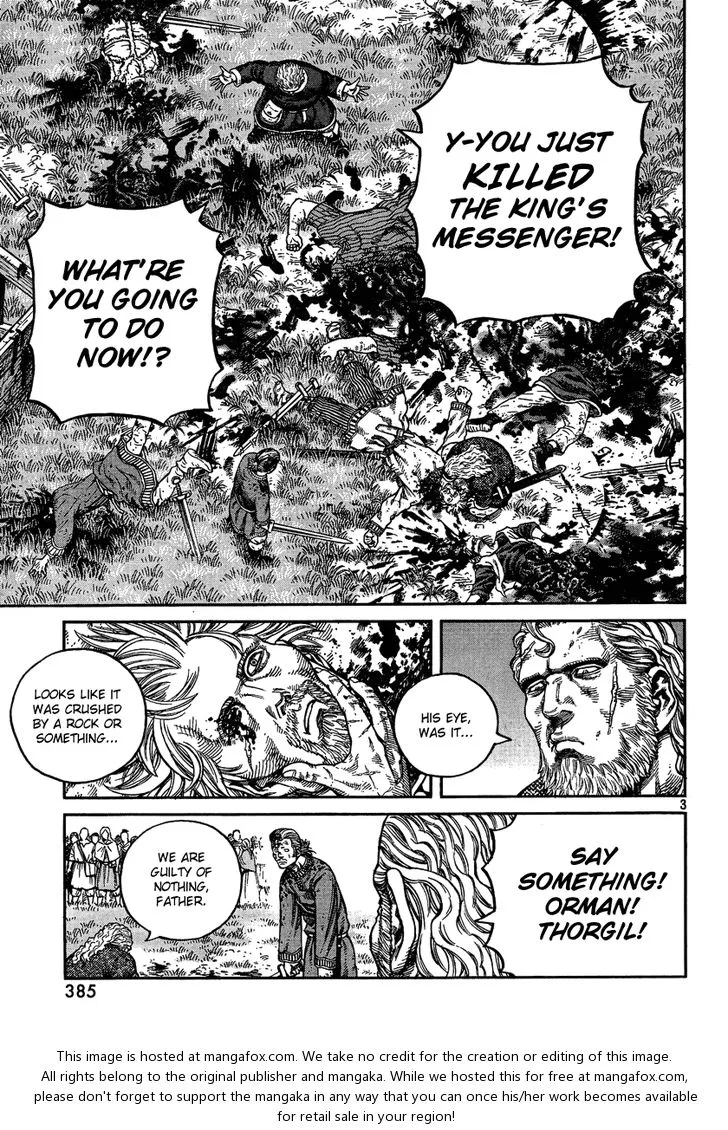 Y-YOU JUST
KILLED
THE KING'S
MESSENGER!
WHAT'RE
YOU GOING
TO DO
NOW!?
HIS EYE,
WAS IT...
LOOKS LIKE IT
WAS CRUSHED
BY A ROCK OR
SOMETHING...
3
SAY
SOMETHING!
ORMAN!
THORGIL!
WE ARE
GUILTY OF
NOTHING,
FATHER.
385
This image is hosted at mangafox.com. We take no credit for the creation or editing of this image.
All rights belong to the original publisher and mangaka. While we hosted this for free at mangafox.com,
please don't forget to support the mangaka in any way that you can once his/her work becomes available
for retail sale in your region!